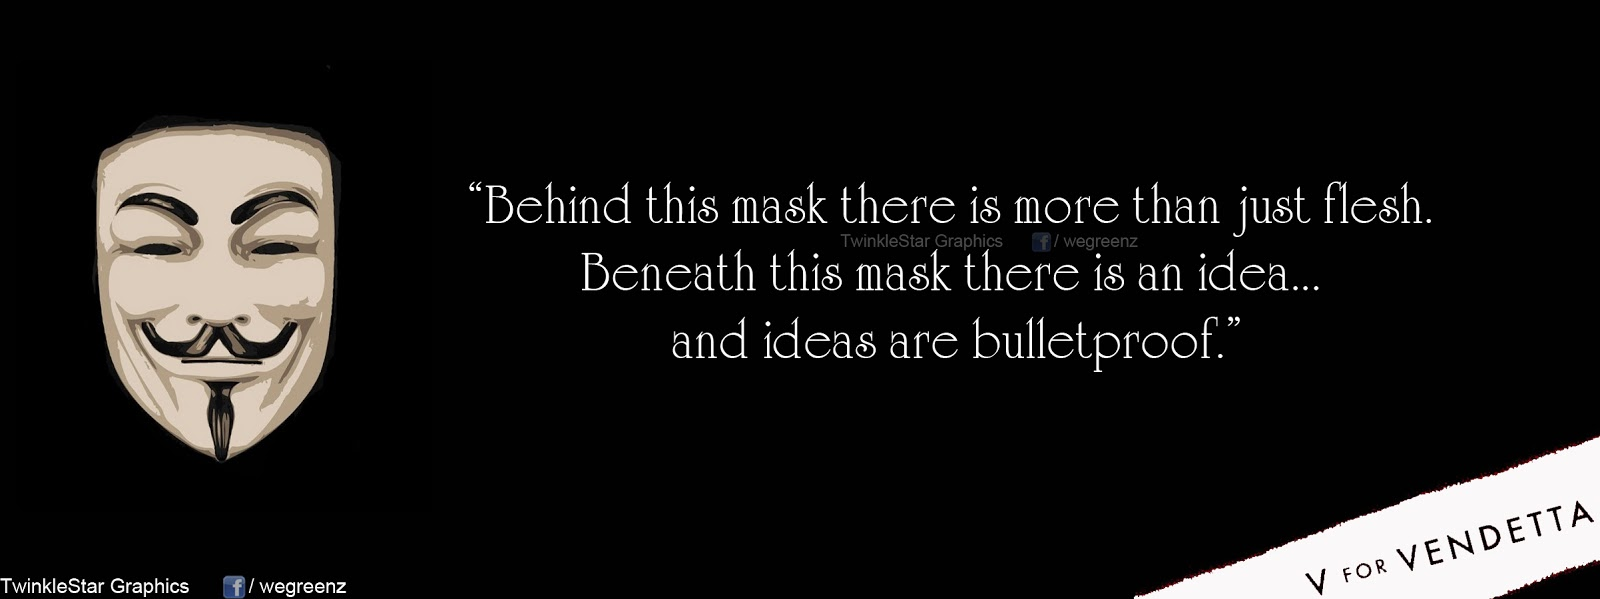 “Behind this mask there is more than just flesh.
TwinkleStar Graphics f / wegreenz
Beneath this mask there is an idea...
and ideas are bulletproof.”
V FOR VENDETTA
TwinkleStar Graphics f / wegreenz